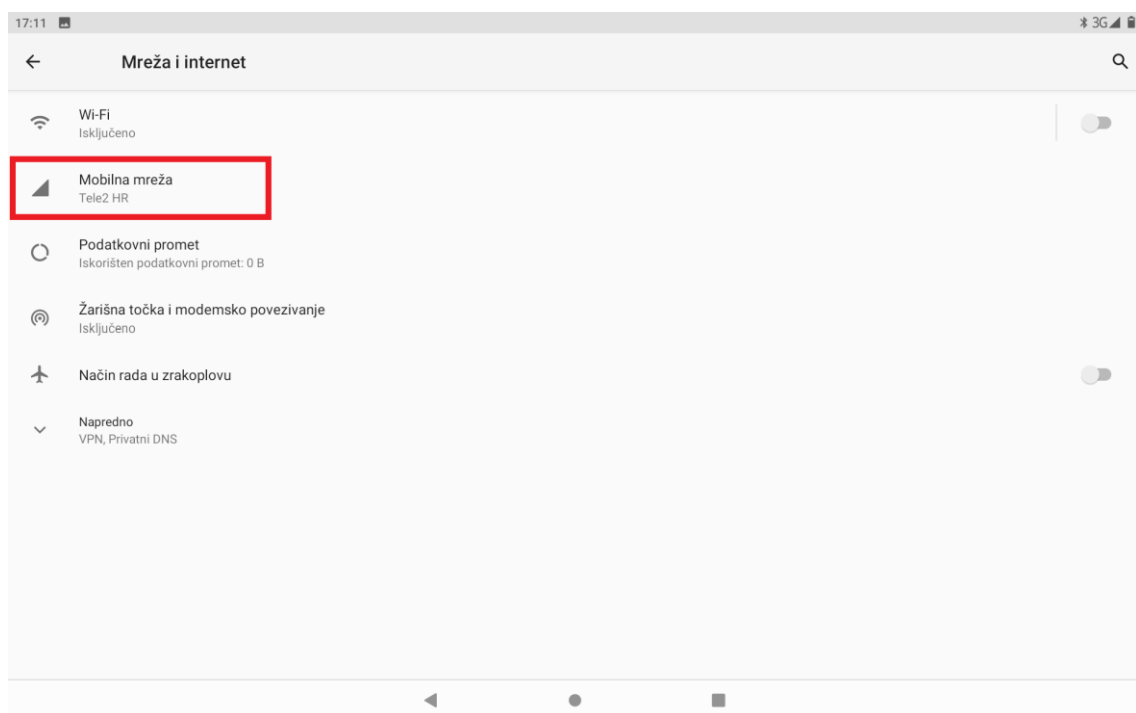 17:11
3G
Mreža i internet
Wi-Fi
Isključeno
Mobilna mreža
Tele2 HR
Podatkovni promet
Iskorišten podatkovni promet: 0 B
Žarišna točka i modemsko povezivanje
Isključeno
Način rada u zrakoplovu
Napredno
VPN, Privatni DNS